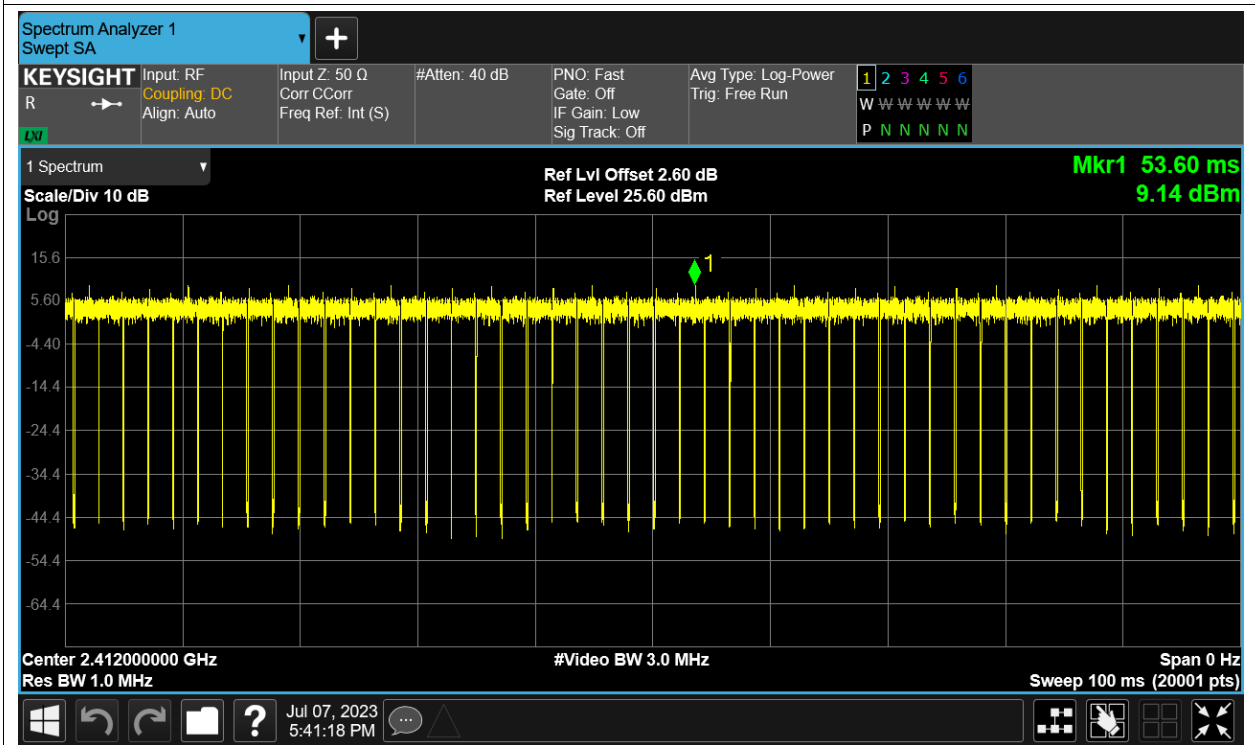 Spectrum Analyzer 1
Swept SA
KEYSIGHT
R
LXI
Input: RF
Coupling: DC
Align: Auto
Input Z: 50 Ω
Corr CCorr
Freq Ref: Int (S)
#Atten: 40 dB
PNO: Fast
Gate: Off
IF Gain: Low
Sig Track: Off
Avg Type: Log-Power
Trig: Free Run
1 2 3 4 5 6
W W W W W W
P N N N N N
1 Spectrum
Scale/Div 10 dB
Log
Ref Lvl Offset 2.60 dB
Ref Level 25.60 dBm
Mkr1 53.60 ms
9.14 dBm
1
15.6
5.60
-4.40
-14.4
-24.4
-34.4
-44.4
-54.4
-64.4
Center 2.412000000 GHz
Res BW 1.0 MHz
#Video BW 3.0 MHz
Span 0 Hz
Sweep 100 ms (20001 pts)
?
Jul 07, 2023
5:41:18 PM